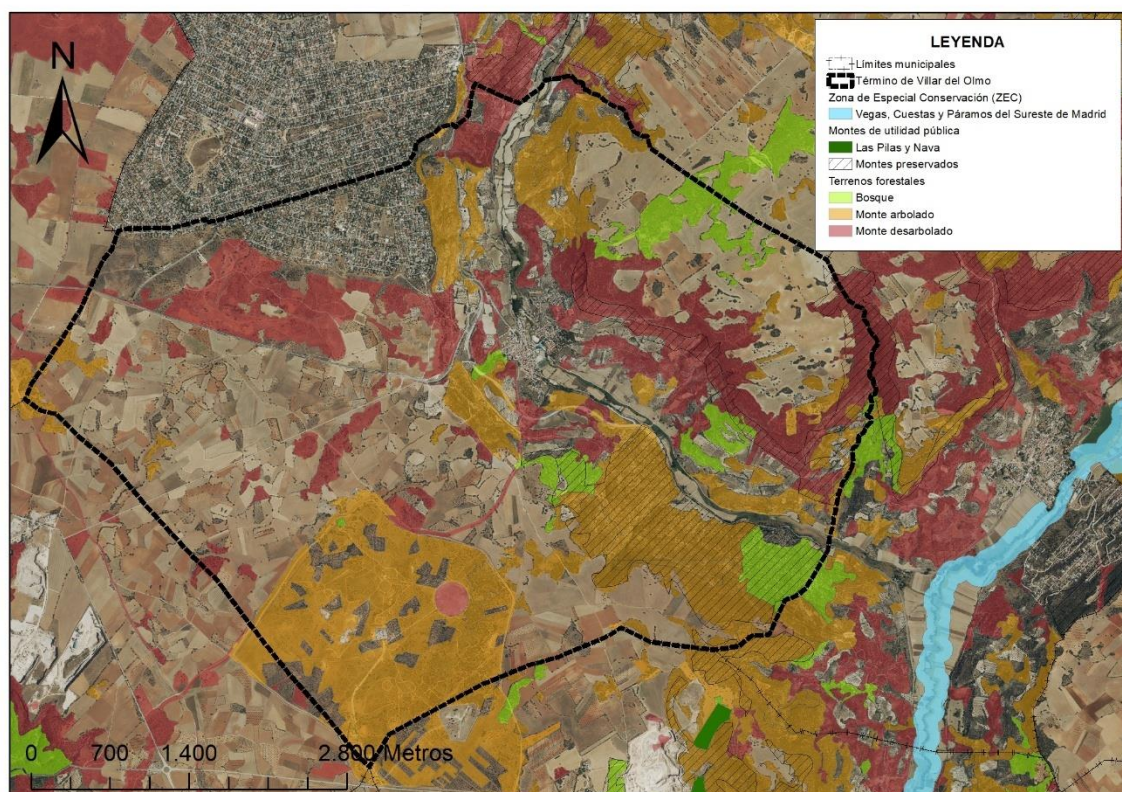 N
LEYENDA
Límites municipales
Término de Villar del Olmo
Zona de Especial Conservación (ZEC)
Vegas, Cuestas y Páramos del Sureste de Madrid
Montes de utilidad pública
Las Pilas y Nava
Montes preservados
Terrenos forestales
Bosque
Monte arbolado
Monte desarbolado
0 700 1.400 2.800 Metros